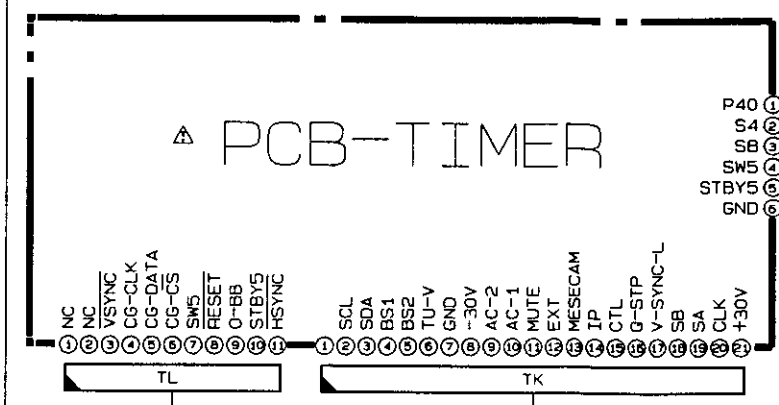 PCB-TIMER
P40 1
S4 2
S8 3
SW5 4
STBY5 5
GND 6
NC NC VSYNC CG-CLK CG-DATA CG-CS SW5 RESET O-BB STBY5 HSYNC
SCL SDA BS1 BS2 TU-V GND -30V AC-2 AC-1 MUTE EXT MESECAM IP CTL Q-STP V-SYNC-L SB SA CLK +30V
1 2 3 4 5 6 7 8 9 10 11
1 2 3 4 5 6 7 8 9 10 11 12 13 14 15 16 17 18 19 20 21
TL
TK